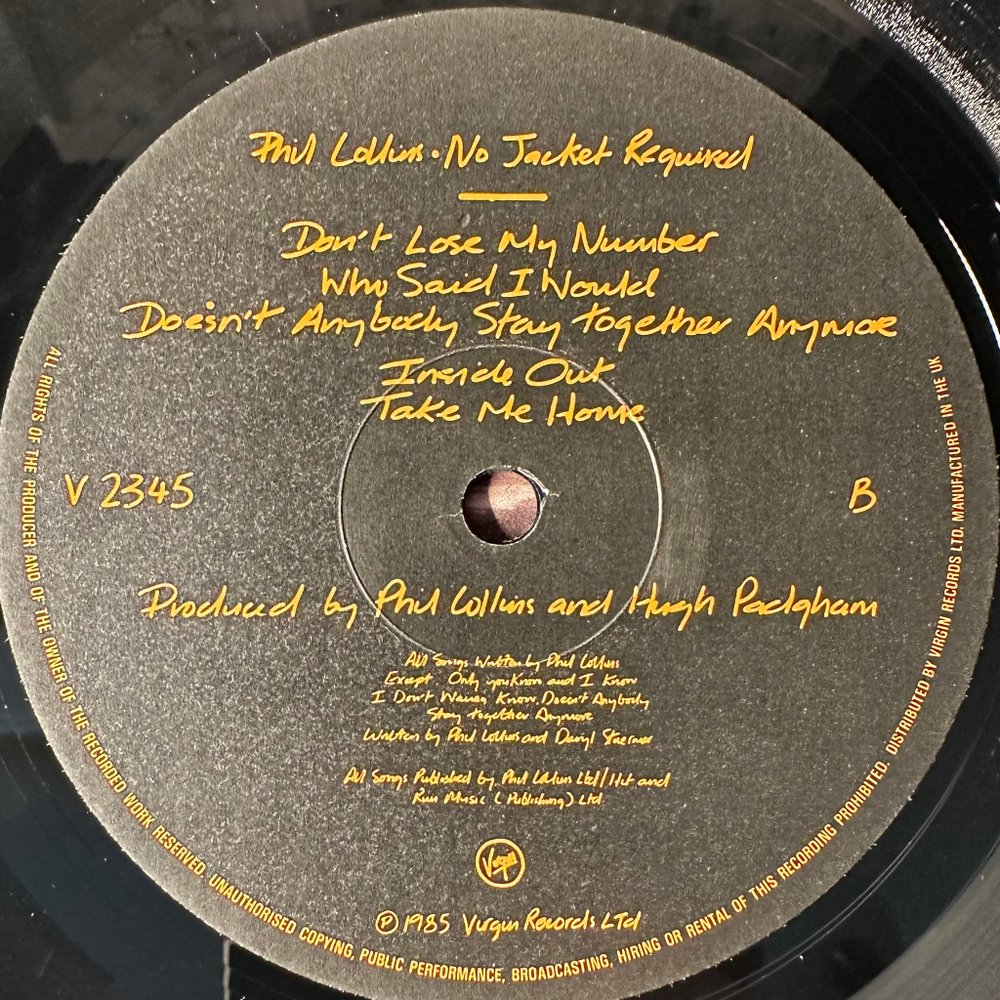 Phil Collins • No Jacket Required
Don't Lose My Number
Who Said I Would
Doesn't Anybody Stay Together Anymore
Inside Out
Take Me Home
V 2345
B
Produced by Phil Collins and Hugh Padgham
All Songs Written by Phil Collins
Except. Only you Know and I Know
I Don't Wanna Know, Doesn't Anybody
Stay together Anymore
Written by Phil Collins and Daryl Stuermer
All Songs Published by Phil Collins Ltd/Hit and
Run Music (Publishing) Ltd
Virgin
℗ 1985 Virgin Records Ltd
ALL RIGHTS OF THE PRODUCER AND OF THE OWNER OF THE RECORDED WORK RESERVED. UNAUTHORISED COPYING, PUBLIC PERFORMANCE, BROADCASTING, HIRING OR RENTAL OF THIS RECORDING PROHIBITED. DISTRIBUTED BY VIRGIN RECORDS LTD. MANUFACTURED IN THE UK